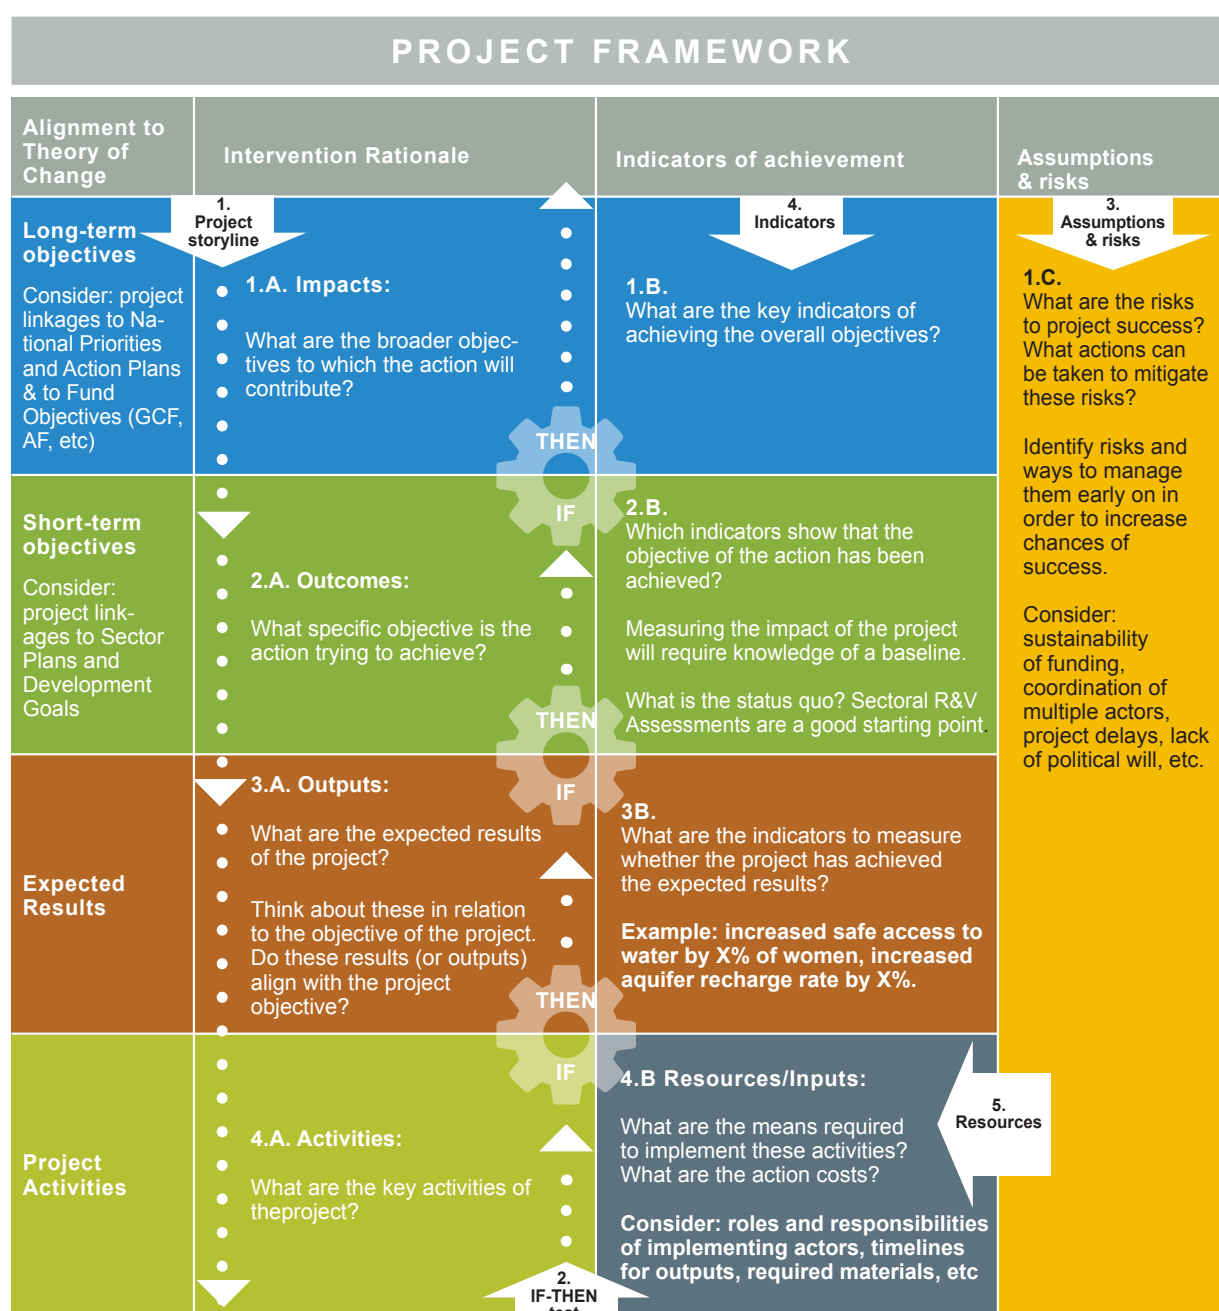 PROJECT FRAMEWORK
Alignment to
Theory of
Change
Intervention Rationale
Indicators of achievement
Assumptions
& risks
1.
Project
storyline
4.
Indicators
3.
Assumptions
& risks
Long-term
objectives
Consider: project
linkages to Na-
tional Priorities
and Action Plans
& to Fund
Objectives (GCF,
AF, etc)
1.A. Impacts:
What are the broader objec-
tives to which the action will
contribute?
THEN
IF
1.B.
What are the key indicators of
achieving the overall objectives?
1.C.
What are the risks
to project success?
What actions can
be taken to mitigate
these risks?
Identify risks and
ways to manage
them early on in
order to increase
chances of
success.
Consider:
sustainability
of funding,
coordination of
multiple actors,
project delays, lack
of political will, etc.
Short-term
objectives
Consider:
project link-
ages to Sector
Plans and
Development
Goals
2.A. Outcomes:
What specific objective is the
action trying to achieve?
THEN
IF
2.B.
Which indicators show that the
objective of the action has been
achieved?
Measuring the impact of the project
will require knowledge of a baseline.
What is the status quo? Sectoral R&V
Assessments are a good starting point.
Expected
Results
3.A. Outputs:
What are the expected results
of the project?
Think about these in relation
to the objective of the project.
Do these results (or outputs)
align with the project
objective?
THEN
IF
3B.
What are the indicators to measure
whether the project has achieved
the expected results?
Example: increased safe access to
water by X% of women, increased
aquifer recharge rate by X%.
Project
Activities
4.A. Activities:
What are the key activities of
theproject?
2.
IF-THEN
test
4.B Resources/Inputs:
What are the means required
to implement these activities?
What are the action costs?
Consider: roles and responsibilities
of implementing actors, timelines
for outputs, required materials, etc
5.
Resources